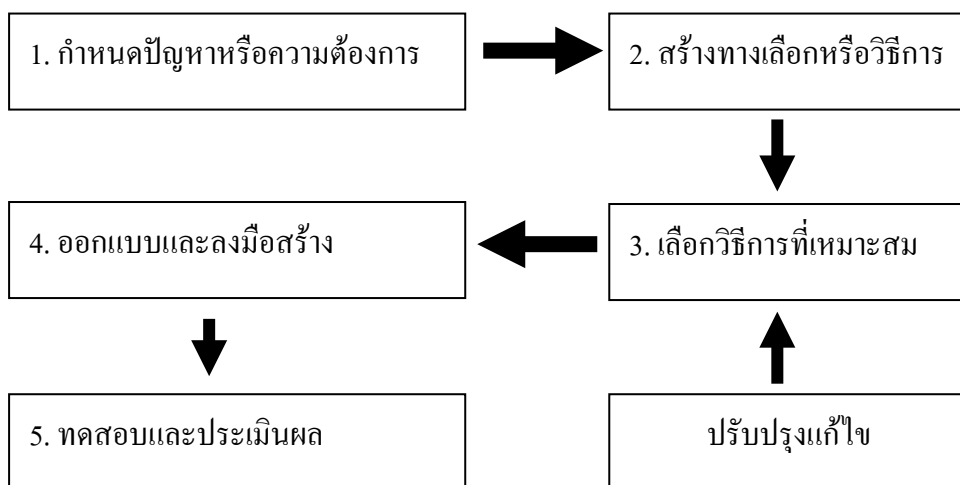 1. กำหนดปัญหาหรือความต้องการ
2. สร้างทางเลือกหรือวิธีการ
4. ออกแบบและลงมือสร้าง
3. เลือกวิธีการที่เหมาะสม
5. ทดสอบและประเมินผล
ปรับปรุงแก้ไข